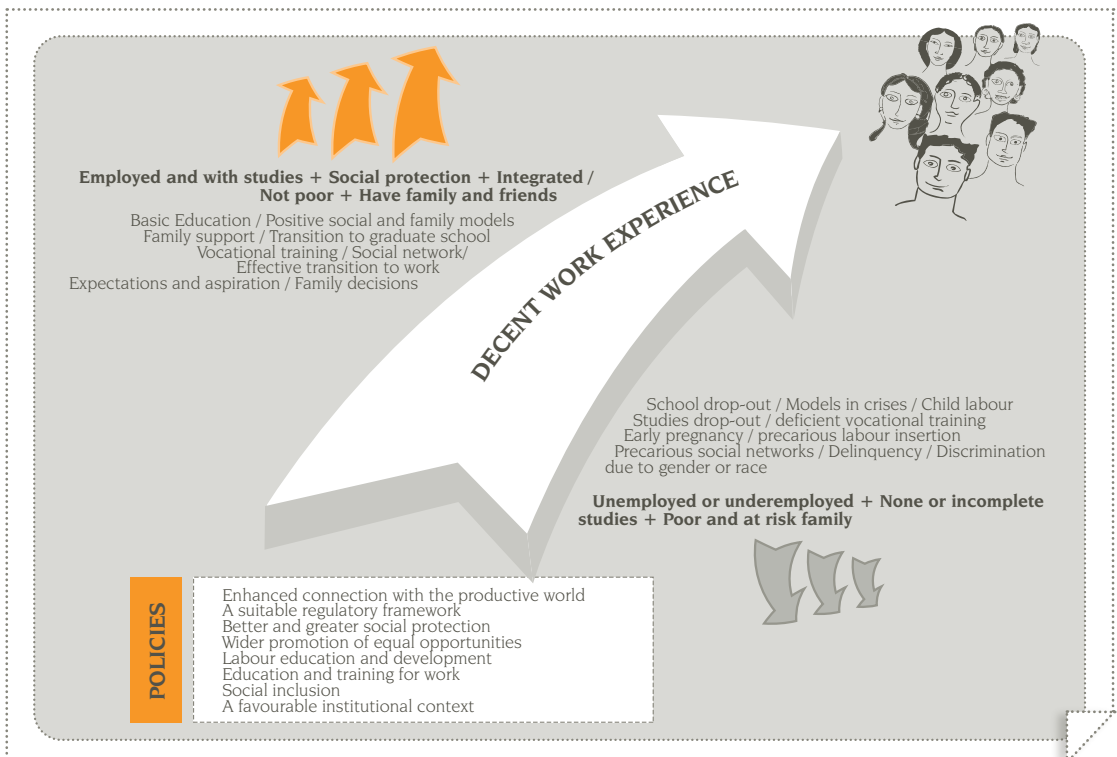 Employed and with studies + Social protection + Integrated /
Not poor + Have family and friends
Basic Education / Positive social and family models
Family support / Transition to graduate school
Vocational training / Social network/
Effective transition to work
Expectations and aspiration / Family decisions
DECENT WORK EXPERIENCE
School drop-out / Models in crises / Child labour
Studies drop-out / deficient vocational training
Early pregnancy / precarious labour insertion
Precarious social networks / Delinquency / Discrimination
due to gender or race
Unemployed or underemployed + None or incomplete
studies + Poor and at risk family
POLICIES
Enhanced connection with the productive world
A suitable regulatory framework
Better and greater social protection
Wider promotion of equal opportunities
Labour education and development
Education and training for work
Social inclusion
A favourable institutional context